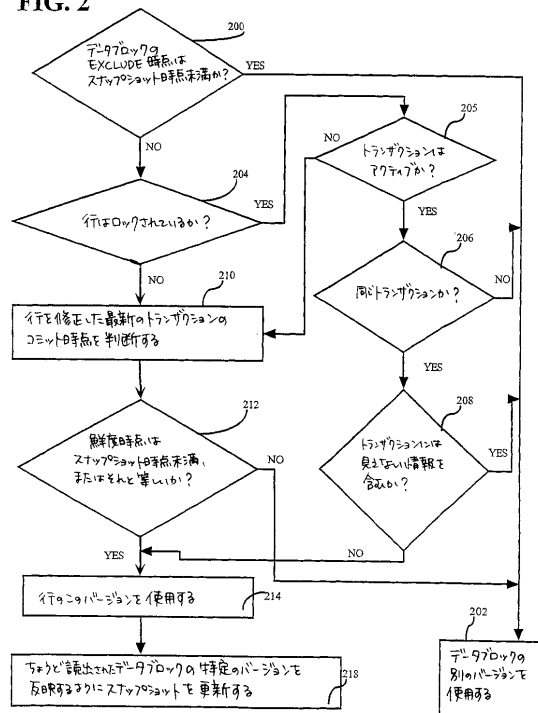 FIG. 2
200
データブロックの
EXCLUDE 時点は
スナップショット時点未満か?
YES
NO
205
NO
トランザクションは
アクティブか?
204
YES
行はロックされているか?
YES
206
NO
同じトランザクションか?
NO
210
行を修正した最新のトランザクションの
コミット時点を判断する
YES
212
208
鮮度時点は
スナップショット時点未満、
またはそれと等しいか?
トランザクションには
見えない情報を
含むか?
NO
YES
YES
NO
行のこのバージョンを使用する
214
202
データブロックの
別のバージョンを
使用する
ちょうど読出されたデータブロックの特定のバージョンを
反映するようにスナップショットを更新する
218